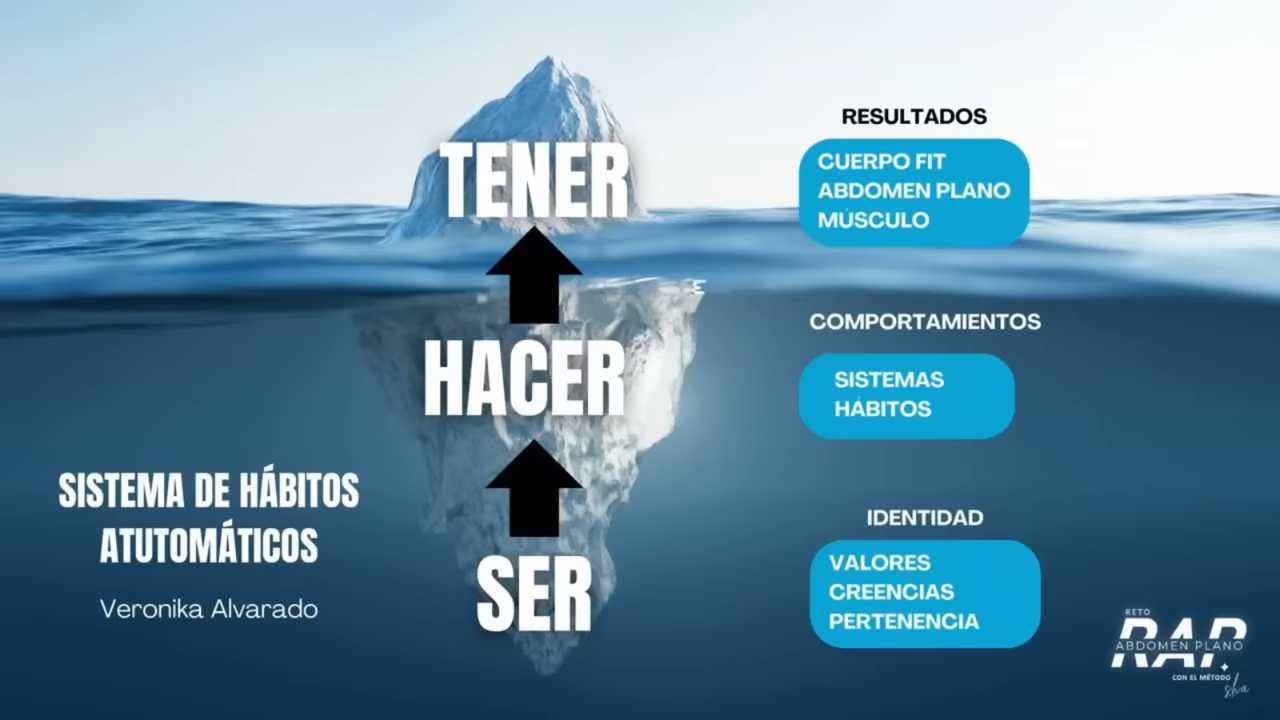 TENER
RESULTADOS
CUERPO FIT
ABDOMEN PLANO
MÚSCULO
HACER
COMPORTAMIENTOS
SISTEMAS
HÁBITOS
SER
IDENTIDAD
VALORES
CREENCIAS
PERTENENCIA
SISTEMA DE HÁBITOS
ATUTOMÁTICOS
Veronika Alvarado
RETO
RAP
ABDOMEN PLANO
CON EL MÉTODO
sha